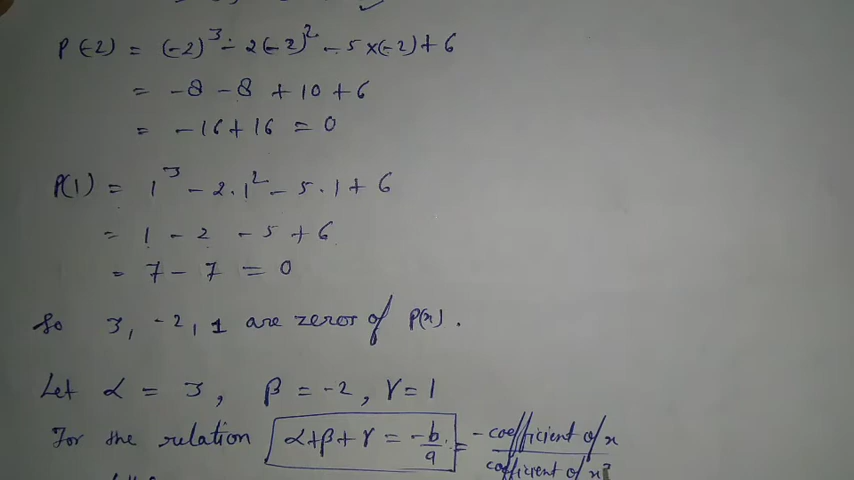 P(-2) = (-2)³ - 2(-2)² - 5×(-2) + 6
= -8 - 8 + 10 + 6
= -16 + 16 = 0
P(1) = 1³ - 2.1² - 5.1 + 6
= 1 - 2 - 5 + 6
= 7 - 7 = 0
So 3, -2, 1 are zeros of P(x).
Let α = 3, β = -2, γ = 1
For the relation α+β+γ = -b/a = -coefficient of x / cofficient of x³